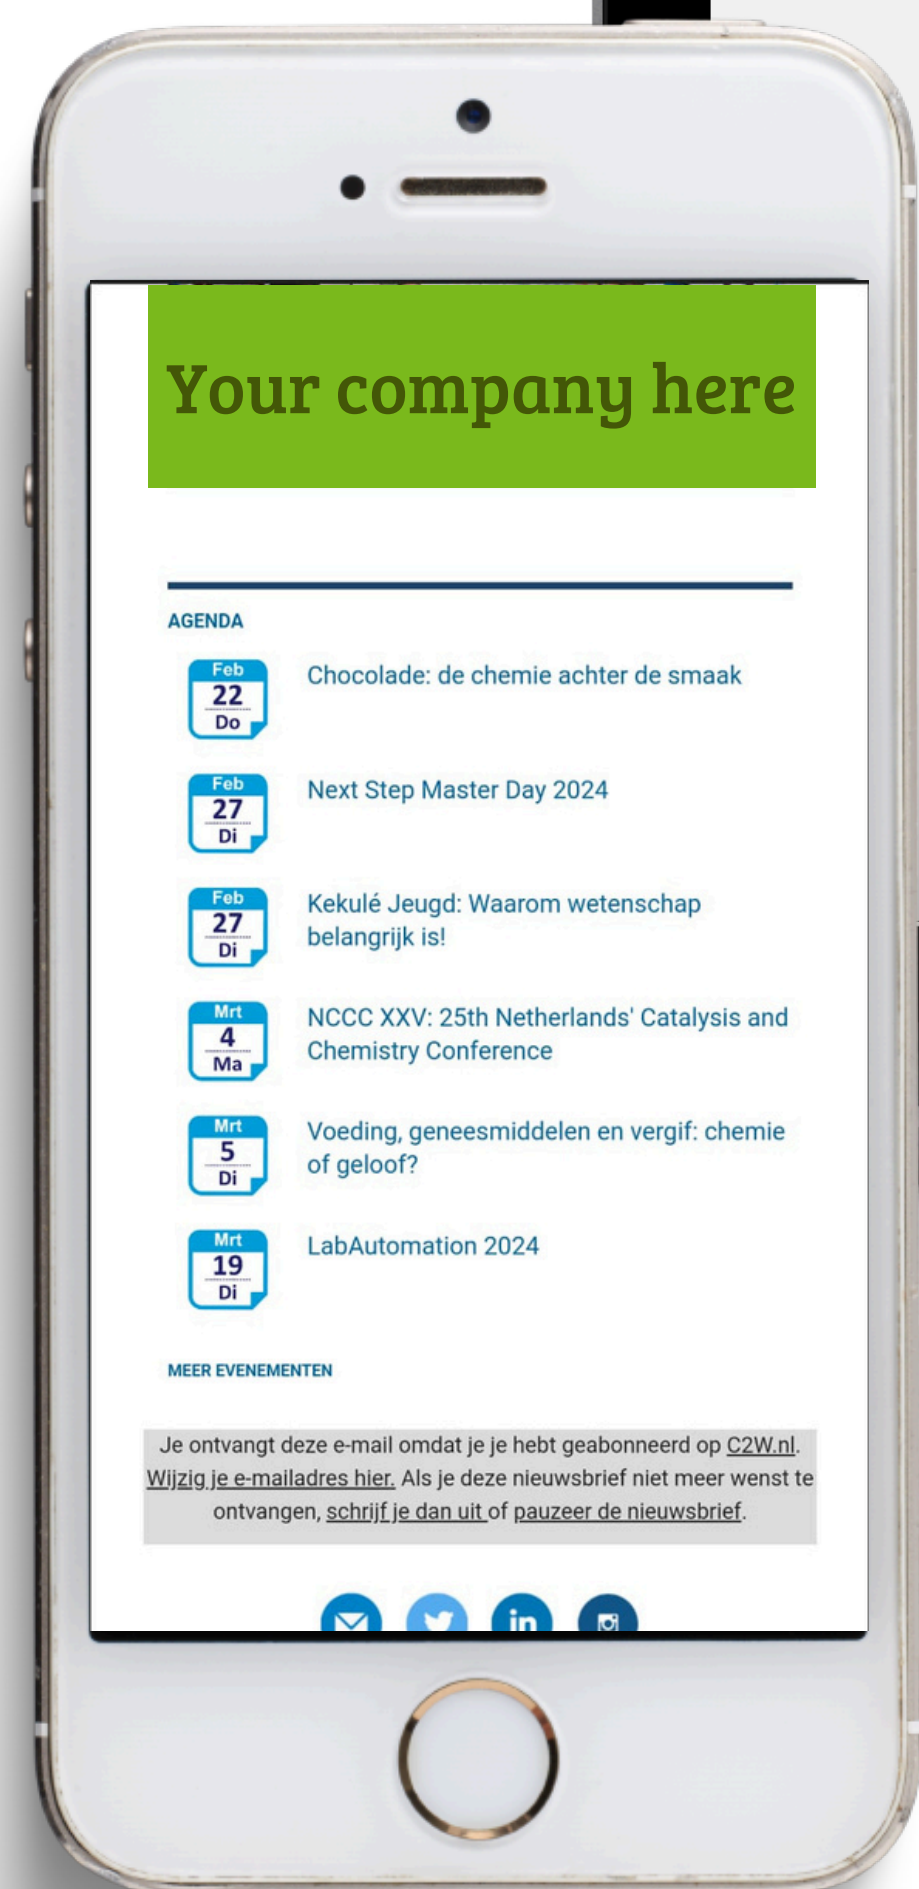 Your company here
AGENDA
Feb
22
Do
Chocolade: de chemie achter de smaak
Feb
27
Di
Next Step Master Day 2024
Feb
27
Di
Kekulé Jeugd: Waarom wetenschap
belangrijk is!
Mrt
4
Ma
NCCC XXV: 25th Netherlands' Catalysis and
Chemistry Conference
Mrt
5
Di
Voeding, geneesmiddelen en vergif: chemie
of geloof?
Mrt
19
Di
LabAutomation 2024
MEER EVENEMENTEN
Je ontvangt deze e-mail omdat je je hebt geabonneerd op C2W.nl.
Wijzig je e-mailadres hier. Als je deze nieuwsbrief niet meer wenst te
ontvangen, schrijf je dan uit of pauzeer de nieuwsbrief.
in